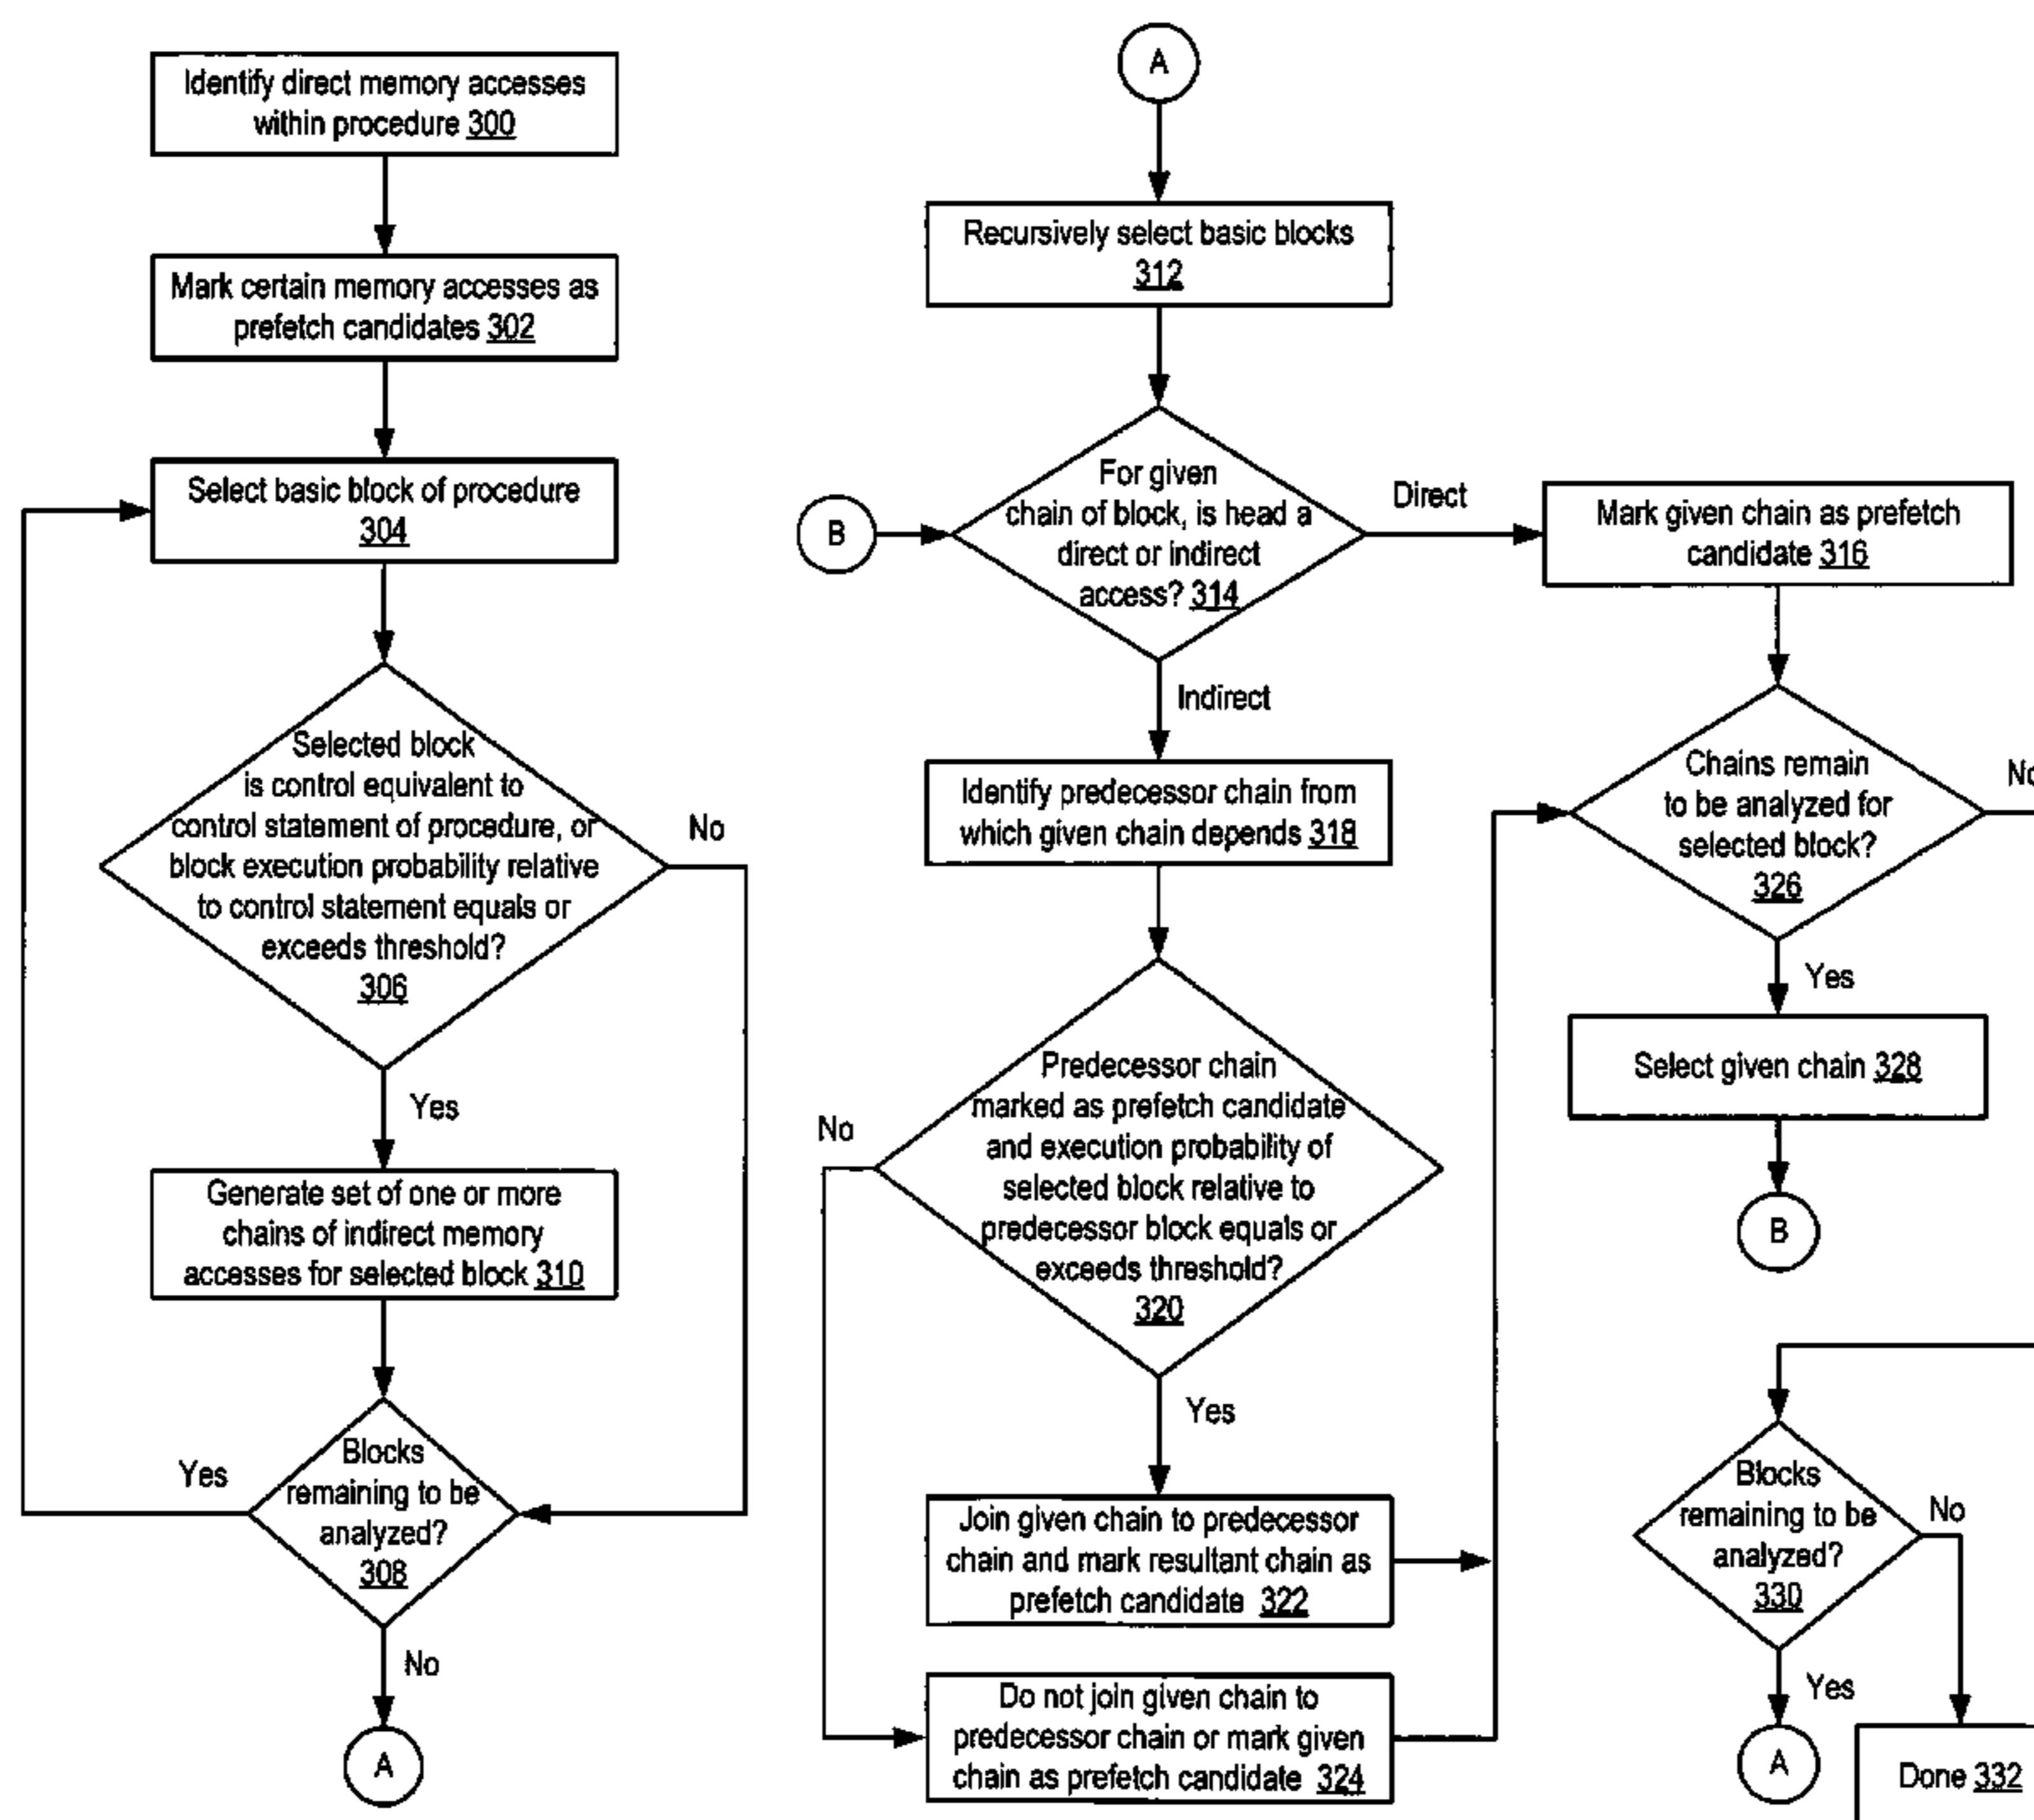 Identify direct memory accesses
within procedure 300
Mark certain memory accesses as
prefetch candidates 302
Select basic block of procedure
304
Selected block
is control equivalent to
control statement of procedure, or
block execution probability relative
to control statement equals or
exceeds threshold?
306
No
Yes
Generate set of one or more
chains of indirect memory
accesses for selected block 310
Blocks
remaining to be
analyzed?
308
Yes
No
A
A
Recursively select basic blocks
312
B
For given
chain of block, is head a
direct or indirect
access? 314
Direct
Indirect
Identify predecessor chain from
which given chain depends 318
Predecessor chain
marked as prefetch candidate
and execution probability of
selected block relative to
predecessor block equals or
exceeds threshold?
320
No
Yes
Join given chain to predecessor
chain and mark resultant chain as
prefetch candidate 322
Do not join given chain to
predecessor chain or mark given
chain as prefetch candidate 324
Mark given chain as prefetch
candidate 316
Chains remain
to be analyzed for
selected block?
326
No
Yes
Select given chain 328
B
Blocks
remaining to be
analyzed?
330
No
Yes
A
Done 332